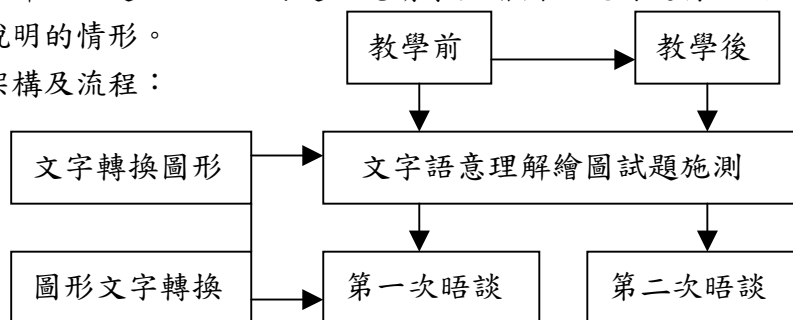 說明的情形。
架構及流程：
教學前
教學後
文字轉換圖形
文字語意理解繪圖試題施測
圖形文字轉換
第一次晤談
第二次晤談